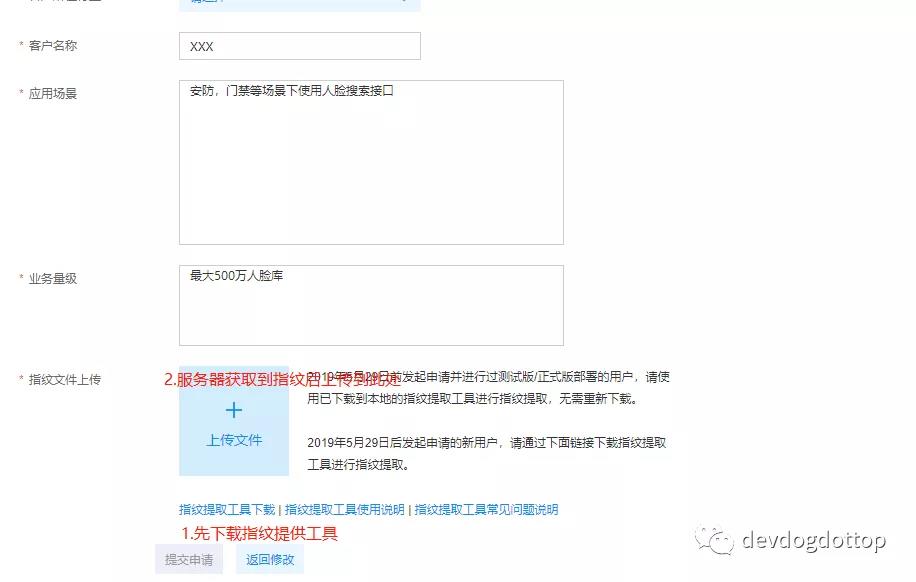 * 客户名称
XXX
* 应用场景
安防，门禁等场景下使用人脸搜索接口
* 业务量级
最大500万人脸库
* 指纹文件上传
2.服务器获取到指纹后上传到此处
2019年5月29日前发起申请并进行过测试版/正式版部署的用户，请使
用已下载到本地的指纹提取工具进行指纹提取，无需重新下载。
上传文件
2019年5月29日后发起申请的新用户，请通过下面链接下载指纹提取
工具进行指纹提取。
指纹提取工具下载 | 指纹提取工具使用说明 | 指纹提取工具常见问题说明
1.先下载指纹提供工具
提交申请 返回修改
devdogdottop